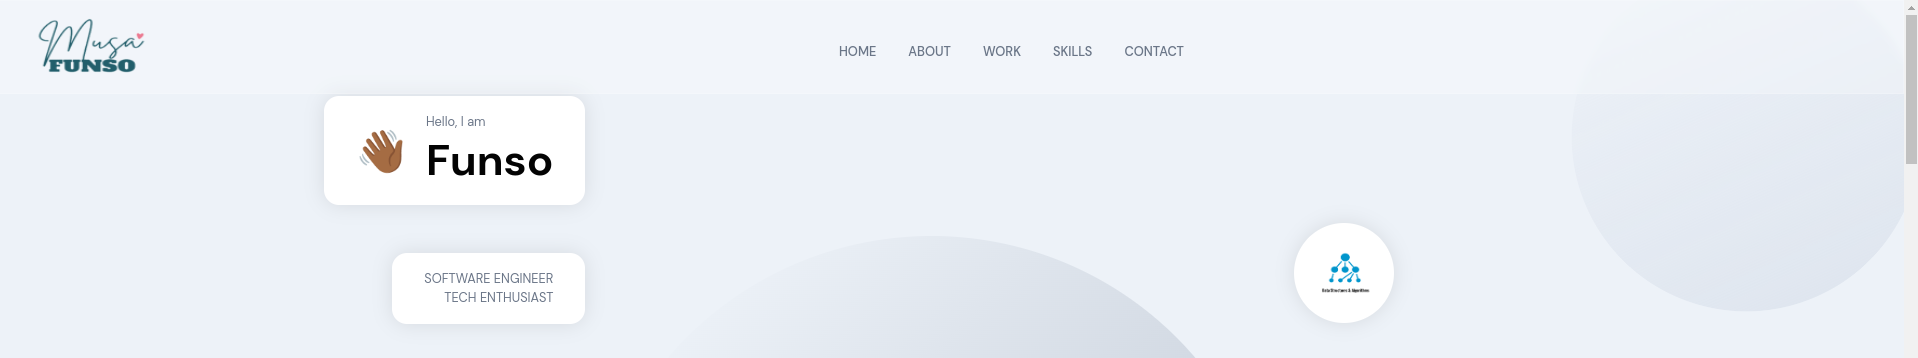 Musa
FUNSO
HOME ABOUT WORK SKILLS CONTACT
Hello, I am
Funso
SOFTWARE ENGINEER
TECH ENTHUSIAST
Data Structures & Algorithms